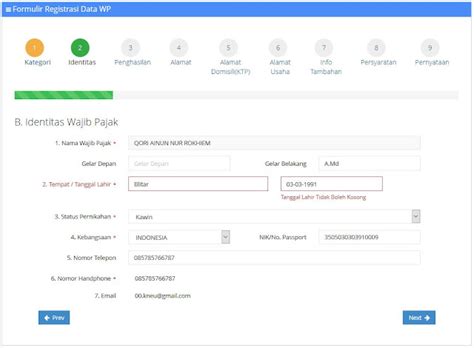 Formulir Registrasi Data WP
1 2 3 4 5 6 7 8 9
Kategori Identitas Penghasilan Alamat Alamat Domisili(KTP) Alamat Usaha Info Tambahan Persyaratan Pernyataan
B. Identitas Wajib Pajak
1. Nama Wajib Pajak * QORI AINUN NUR ROKHIEM
Gelar Depan Gelar Depan Gelar Belakang A.Md
2. Tempat / Tanggal Lahir * Blitar 03-03-1991
Tanggal Lahir Tidak Boleh Kosong
3. Status Pernikahan * Kawin
4. Kebangsaan * INDONESIA NIK/No. Passport 3505030303910009
5. Nomor Telepon 085785766787
6. Nomor Handphone * 085785766787
7. Email 00.kneu@gmail.com
Prev Next